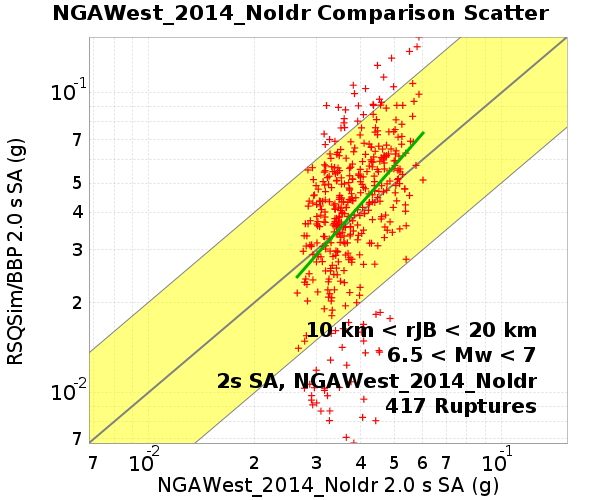 NGAWest_2014_NoIdr Comparison Scatter
RSQSim/BBP 2.0 s SA (g)
10⁻¹
7
5
4
3
2
10⁻²
7
10 km < rJB < 20 km
6.5 < Mw < 7
2s SA, NGAWest_2014_NoIdr
417 Ruptures
7 10⁻² 2 3 4 5 6 7 10⁻¹
NGAWest_2014_NoIdr 2.0 s SA (g)